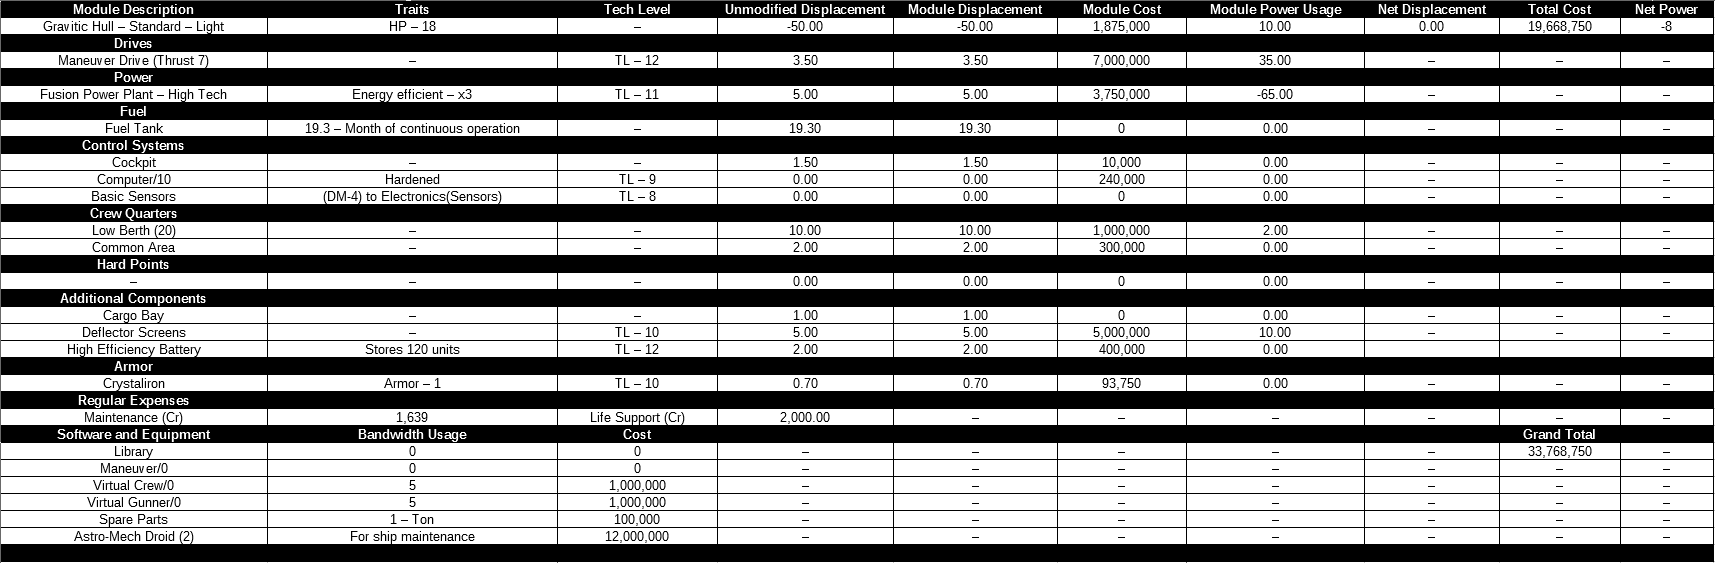 Module Description Traits Tech Level Unmodified Displacement Module Displacement Module Cost Module Power Usage Net Displacement Total Cost Net Power
Gravitic Hull – Standard – Light HP – 18 – -50.00 -50.00 1,875,000 10.00 0.00 19,668,750 -8
Drives
Maneuver Drive (Thrust 7) – TL – 12 3.50 3.50 7,000,000 35.00 – – –
Power
Fusion Power Plant – High Tech Energy efficient – x3 TL – 11 5.00 5.00 3,750,000 -65.00 – – –
Fuel
Fuel Tank 19.3 – Month of continuous operation – 19.30 19.30 0 0.00 – – –
Control Systems
Cockpit – – 1.50 1.50 10,000 0.00 – – –
Computer/10 Hardened TL – 9 0.00 0.00 240,000 0.00 – – –
Basic Sensors (DM-4) to Electronics(Sensors) TL – 8 0.00 0.00 0 0.00 – – –
Crew Quarters
Low Berth (20) – – 10.00 10.00 1,000,000 2.00 – – –
Common Area – – 2.00 2.00 300,000 0.00 – – –
Hard Points
– – – 0.00 0.00 0 0.00 – – –
Additional Components
Cargo Bay – – 1.00 1.00 0 0.00 – – –
Deflector Screens – TL – 10 5.00 5.00 5,000,000 10.00 – – –
High Efficiency Battery Stores 120 units TL – 12 2.00 2.00 400,000 0.00
Armor
Crystaliron Armor – 1 TL – 10 0.70 0.70 93,750 0.00 – – –
Regular Expenses
Maintenance (Cr) 1,639 Life Support (Cr) 2,000.00 – – – – – –
Software and Equipment Bandwidth Usage Cost – – – – – Grand Total –
Library 0 0 – – – – – 33,768,750 –
Maneuver/0 0 0 – – – – – – –
Virtual Crew/0 5 1,000,000 – – – – – – –
Virtual Gunner/0 5 1,000,000 – – – – – – –
Spare Parts 1 – Ton 100,000 – – – – – – –
Astro-Mech Droid (2) For ship maintenance 12,000,000 – – – – – – –